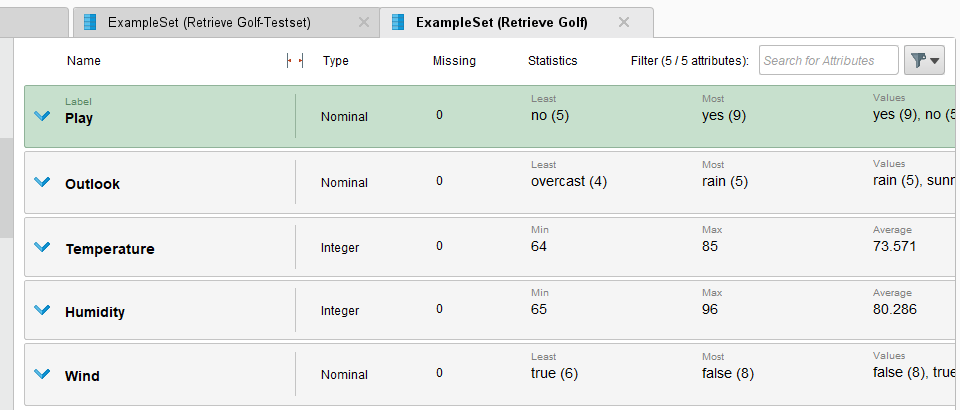 ExampleSet (Retrieve Golf-Testset) ExampleSet (Retrieve Golf)
Name Type Missing Statistics Filter (5 / 5 attributes): Search for Attributes
Label Least Most Values
Play Nominal 0 no (5) yes (9) yes (9), no (5
Least Most Values
Outlook Nominal 0 overcast (4) rain (5) rain (5), sunn
Min Max Average
Temperature Integer 0 64 85 73.571
Min Max Average
Humidity Integer 0 65 96 80.286
Least Most Values
Wind Nominal 0 true (6) false (8) false (8), true